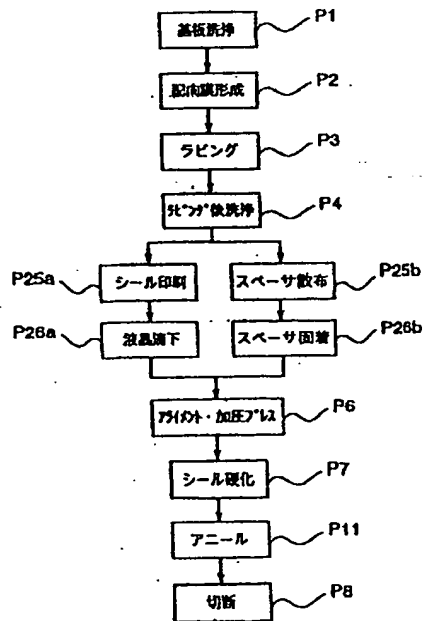 基板洗浄 P1
配向膜形成 P2
ラビング P3
ラビング後洗浄 P4
P25a シール印刷 スペーサ散布 P25b
P26a 液晶滴下 スペーサ固着 P26b
アライメント・加圧プレス P6
シール硬化 P7
アニール P11
切断 P8